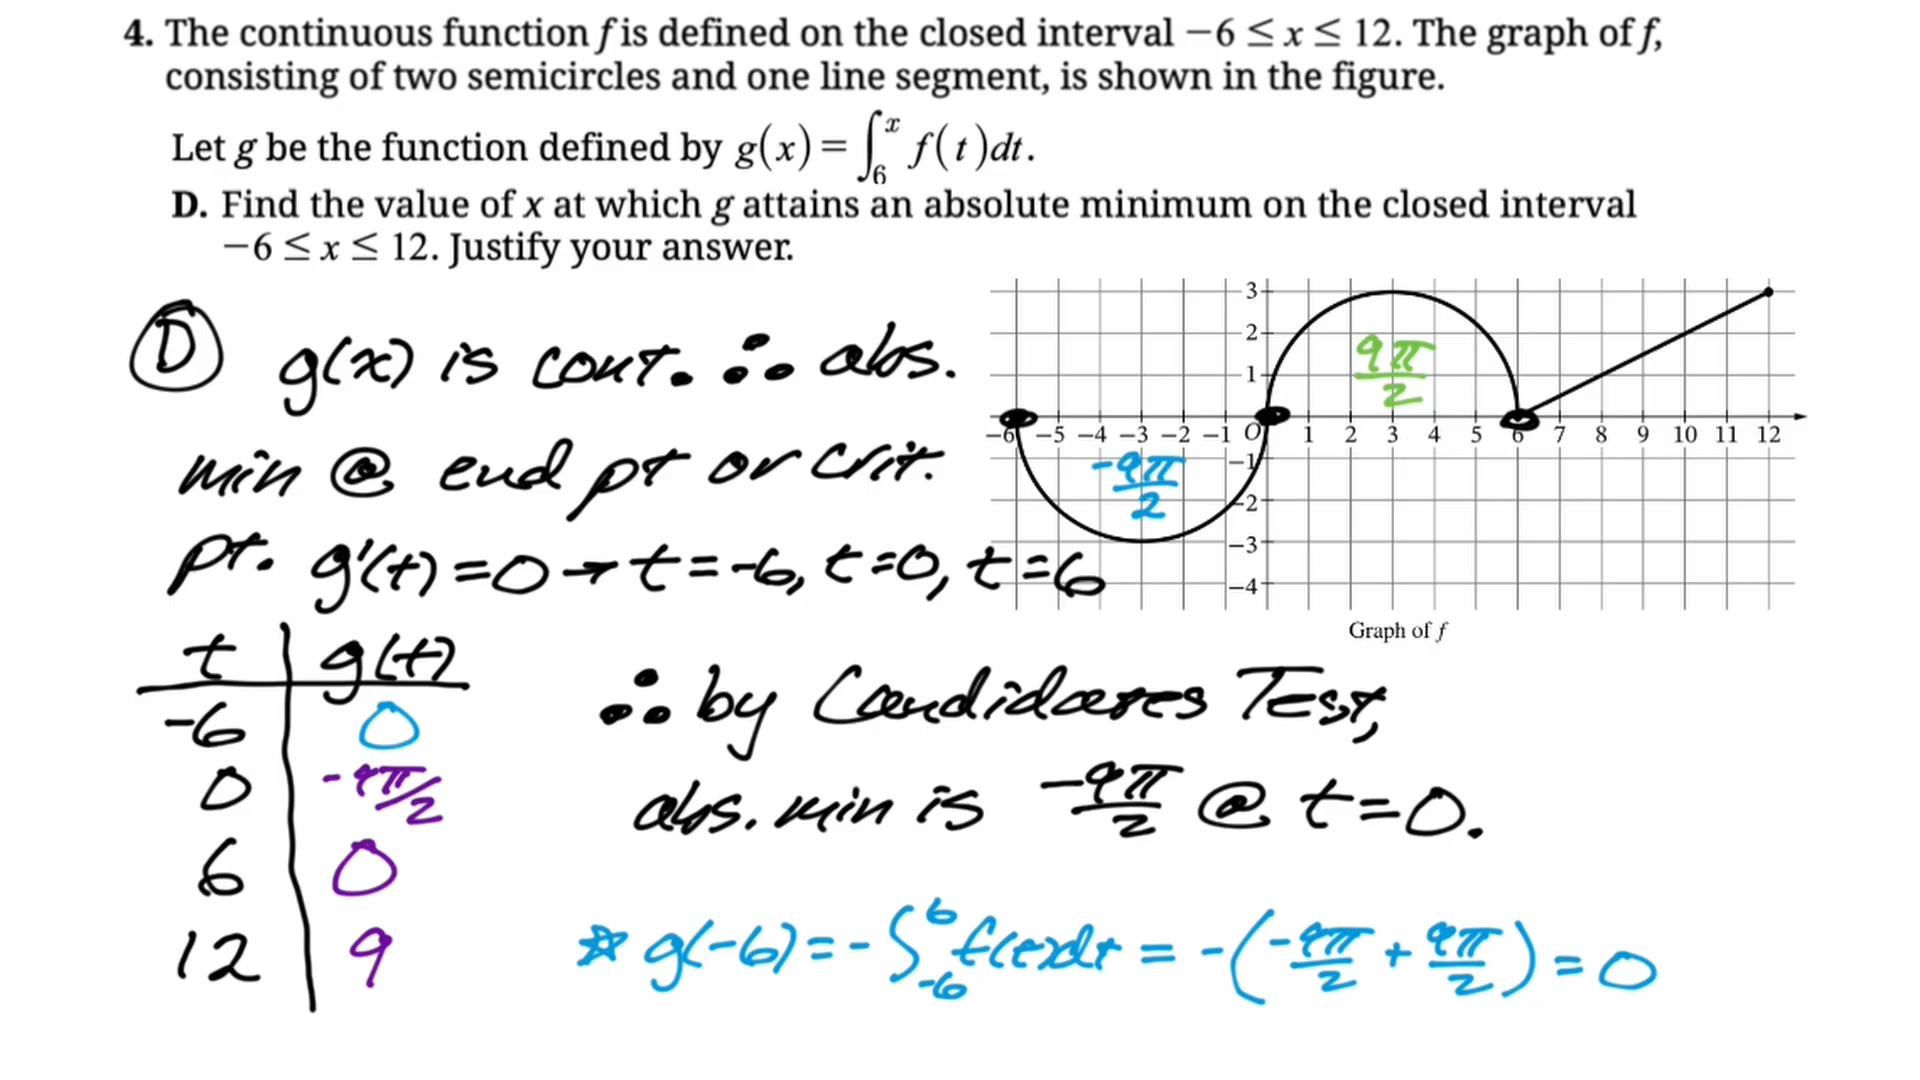 4. The continuous function f is defined on the closed interval −6 ≤ x ≤ 12. The graph of f,
consisting of two semicircles and one line segment, is shown in the figure.
Let g be the function defined by g(x) = ∫₆ˣ f(t)dt.
D. Find the value of x at which g attains an absolute minimum on the closed interval
−6 ≤ x ≤ 12. Justify your answer.
D g(x) is cont. ∴ abs.
min @ end pt or crit.
pt. g'(t) = 0 → t = -6, t = 0, t = 6
t | g(t)
-6 | 0
0 | -9π/2
6 | 0
12 | 9
3
2
1
9π/2
−6 −5 −4 −3 −2 −1 O 1 2 3 4 5 6 7 8 9 10 11 12
-9π/2
−1
−2
−3
−4
Graph of f
∴ by Candidates Test,
abs. min is -9π/2 @ t = 0.
☆ g(-6) = - ∫₋₆⁶ f(t)dt = -(-9π/2 + 9π/2) = 0